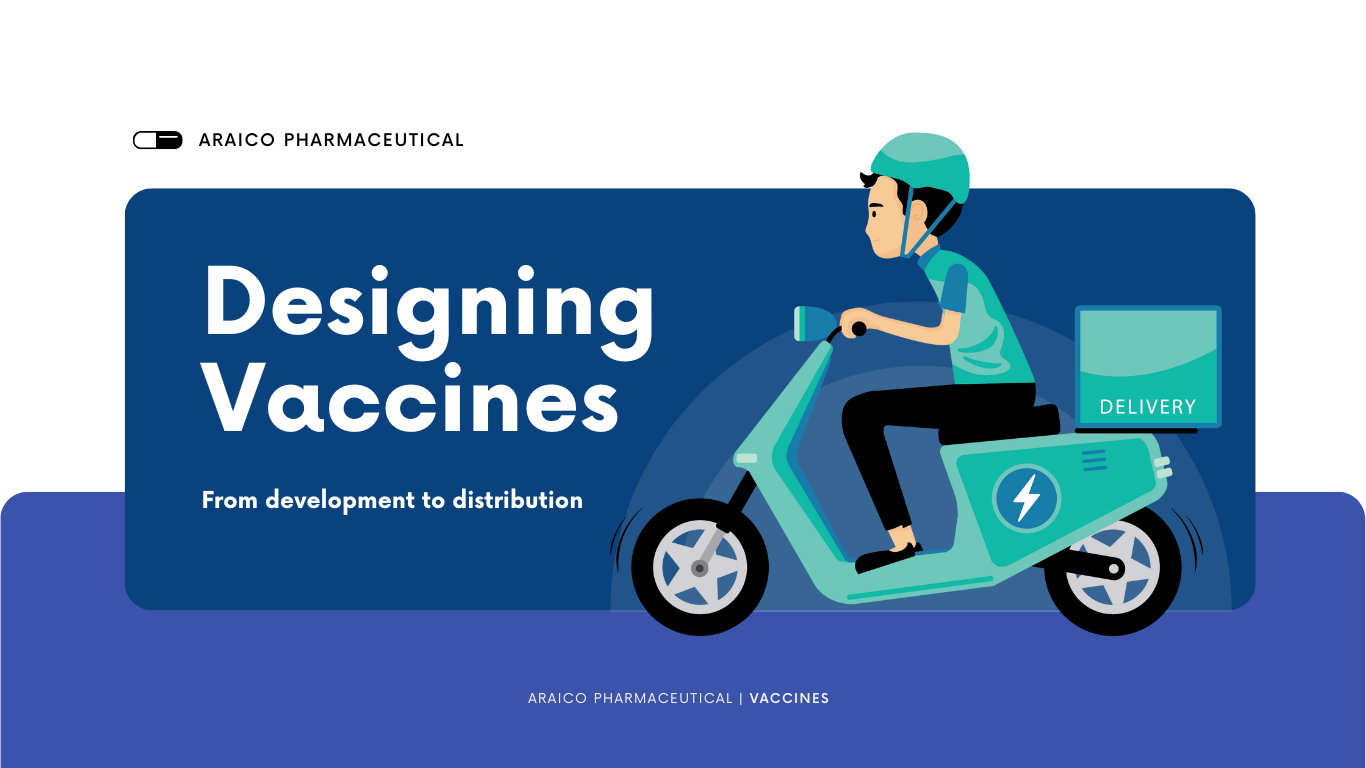 ARAICO PHARMACEUTICAL
Designing
Vaccines
From development to distribution
DELIVERY
ARAICO PHARMACEUTICAL | VACCINES